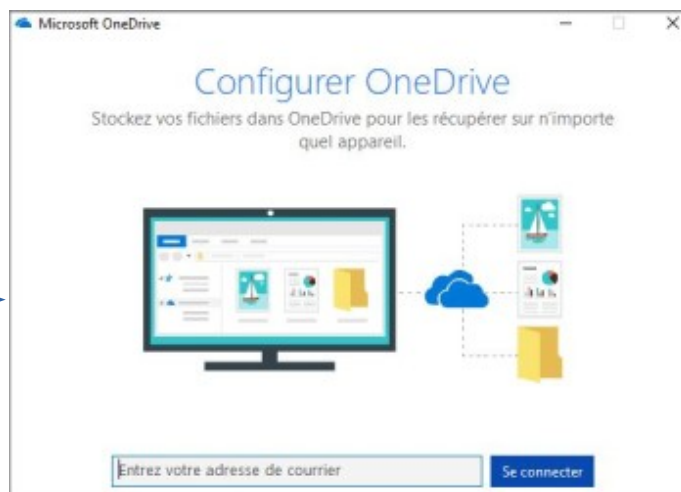 Microsoft OneDrive
Configurer OneDrive
Stockez vos fichiers dans OneDrive pour les récupérer sur n'importe
quel appareil.
Entrez votre adresse de courrier
Se connecter